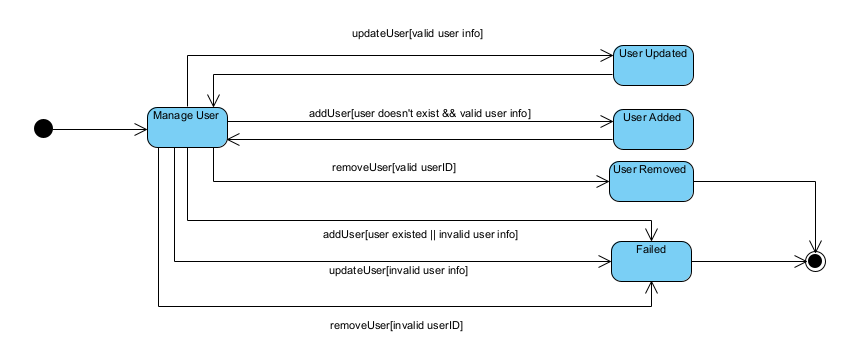 updateUser[valid user info]
User Updated
Manage User
addUser[user doesn't exist && valid user info]
User Added
removeUser[valid userID]
User Removed
addUser[user existed || invalid user info]
Failed
updateUser[invalid user info]
removeUser[invalid userID]